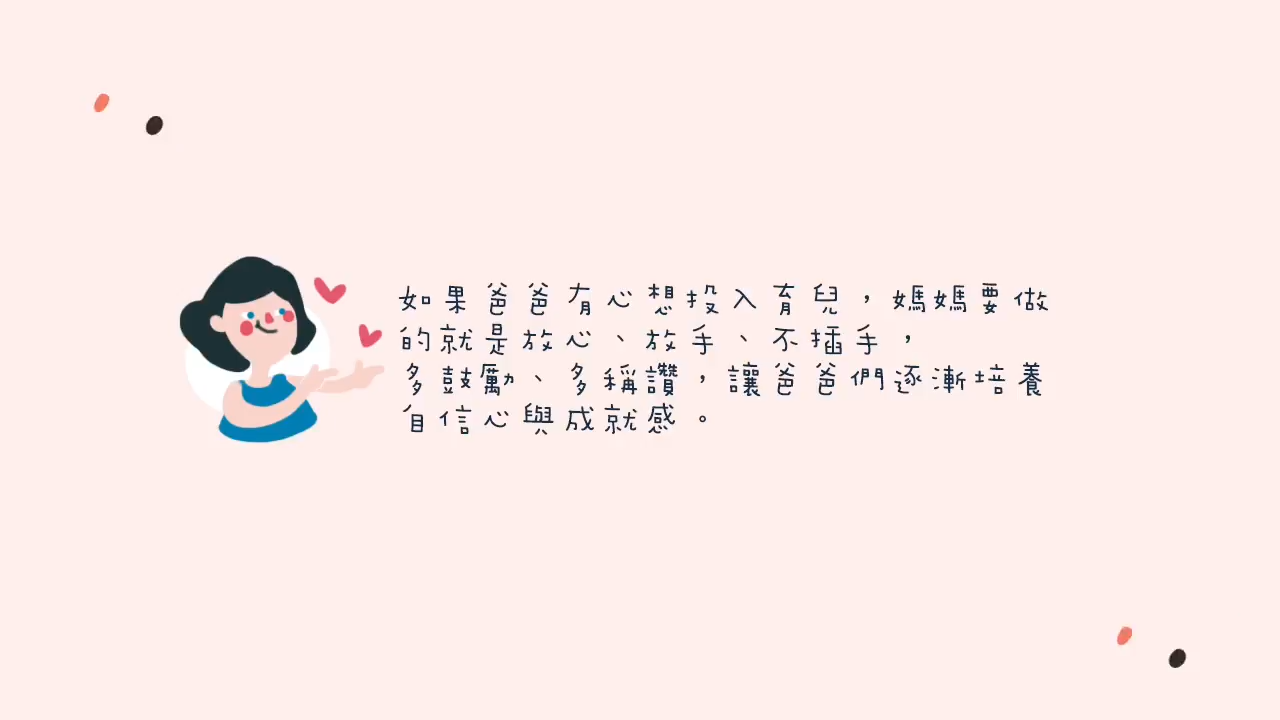 如果爸爸有心想投入育兒，媽媽要做
的就是放心、放手、不插手，
多鼓勵、多稱讚，讓爸爸們逐漸培養
自信心與成就感。